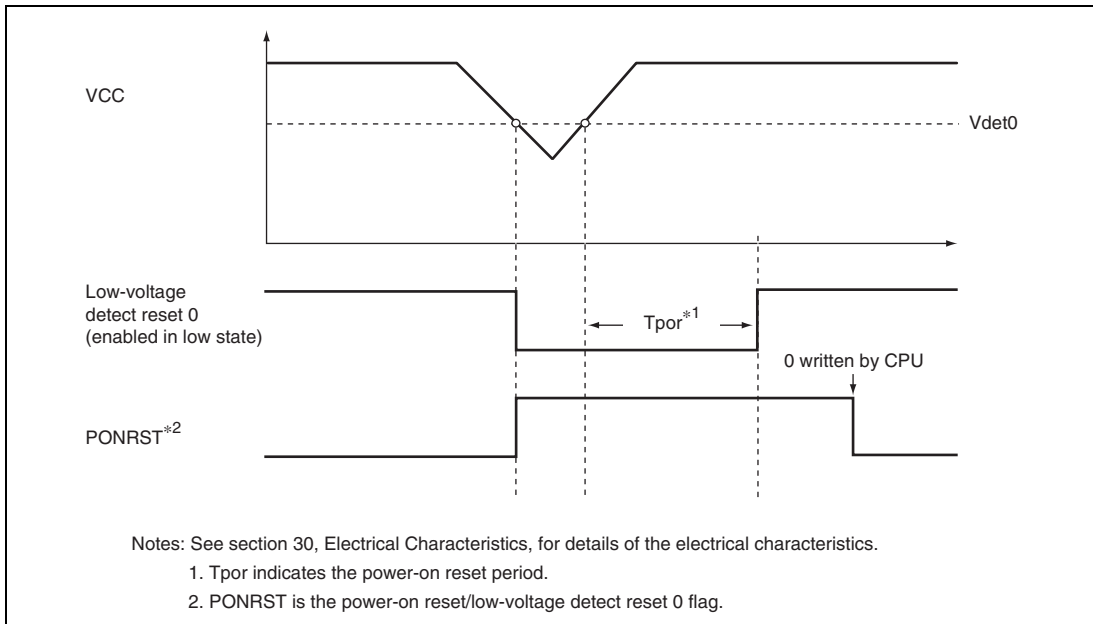 VCC
Vdet0
Low-voltage
detect reset 0
(enabled in low state)
Tpor*1
0 written by CPU
PONRST*2
Notes: See section 30, Electrical Characteristics, for details of the electrical characteristics.
1. Tpor indicates the power-on reset period.
2. PONRST is the power-on reset/low-voltage detect reset 0 flag.